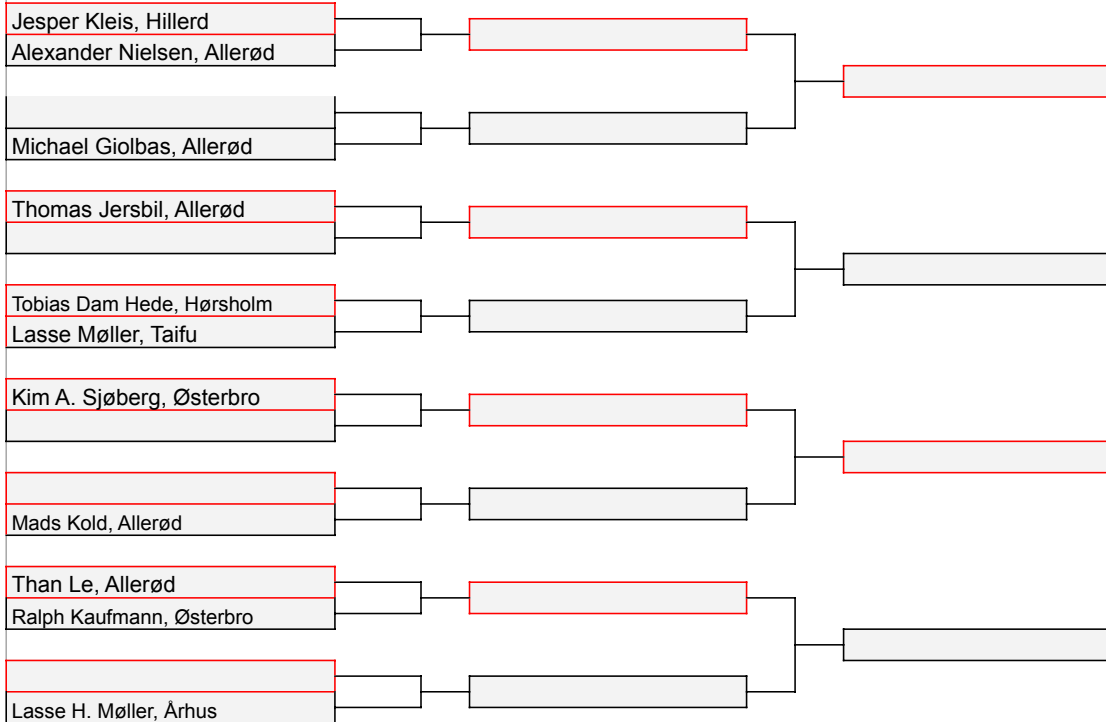 Jesper Kleis, Hillerd
Alexander Nielsen, Allerød
Michael Giolbas, Allerød
Thomas Jersbil, Allerød
Tobias Dam Hede, Hørsholm
Lasse Møller, Taifu
Kim A. Sjøberg, Østerbro
Mads Kold, Allerød
Than Le, Allerød
Ralph Kaufmann, Østerbro
Lasse H. Møller, Århus